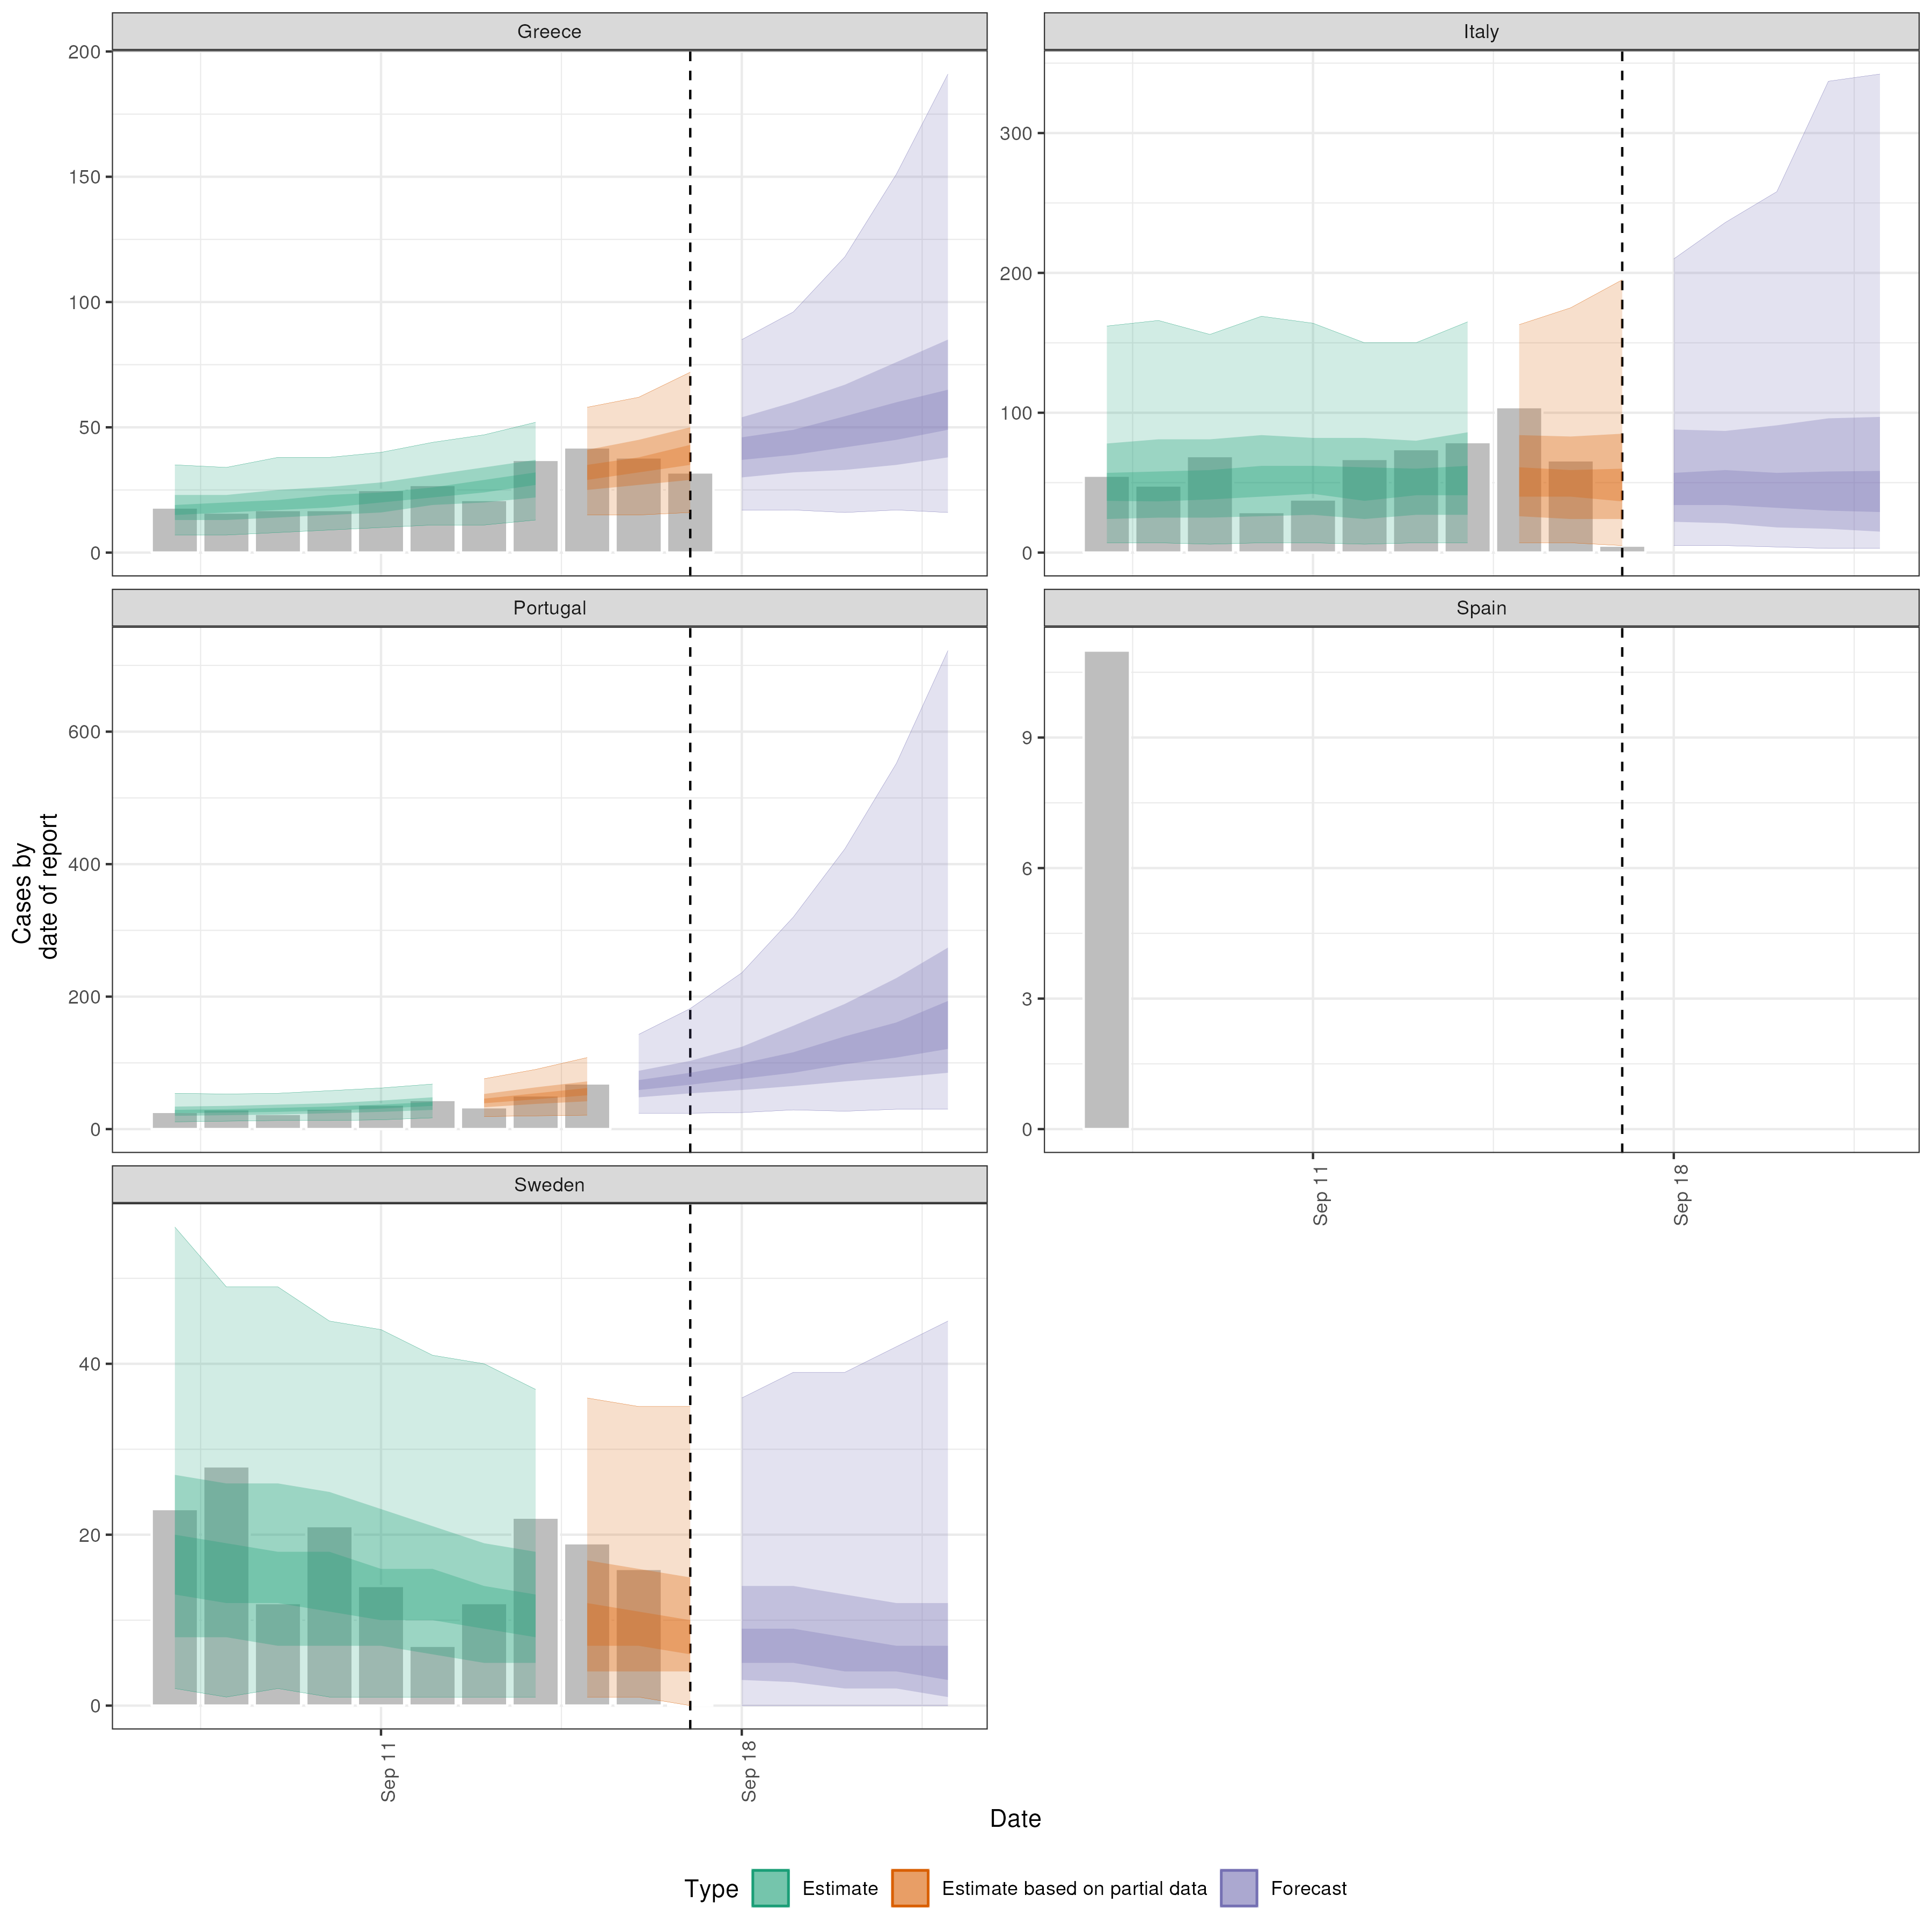 Greece
Italy
200
150
100
50
0
300
200
100
0
Portugal
Spain
600
400
200
0
9
6
3
0
Cases by
date of report
Sep 11
Sep 18
Sweden
40
20
0
Sep 11
Sep 18
Date
Type
Estimate
Estimate based on partial data
Forecast